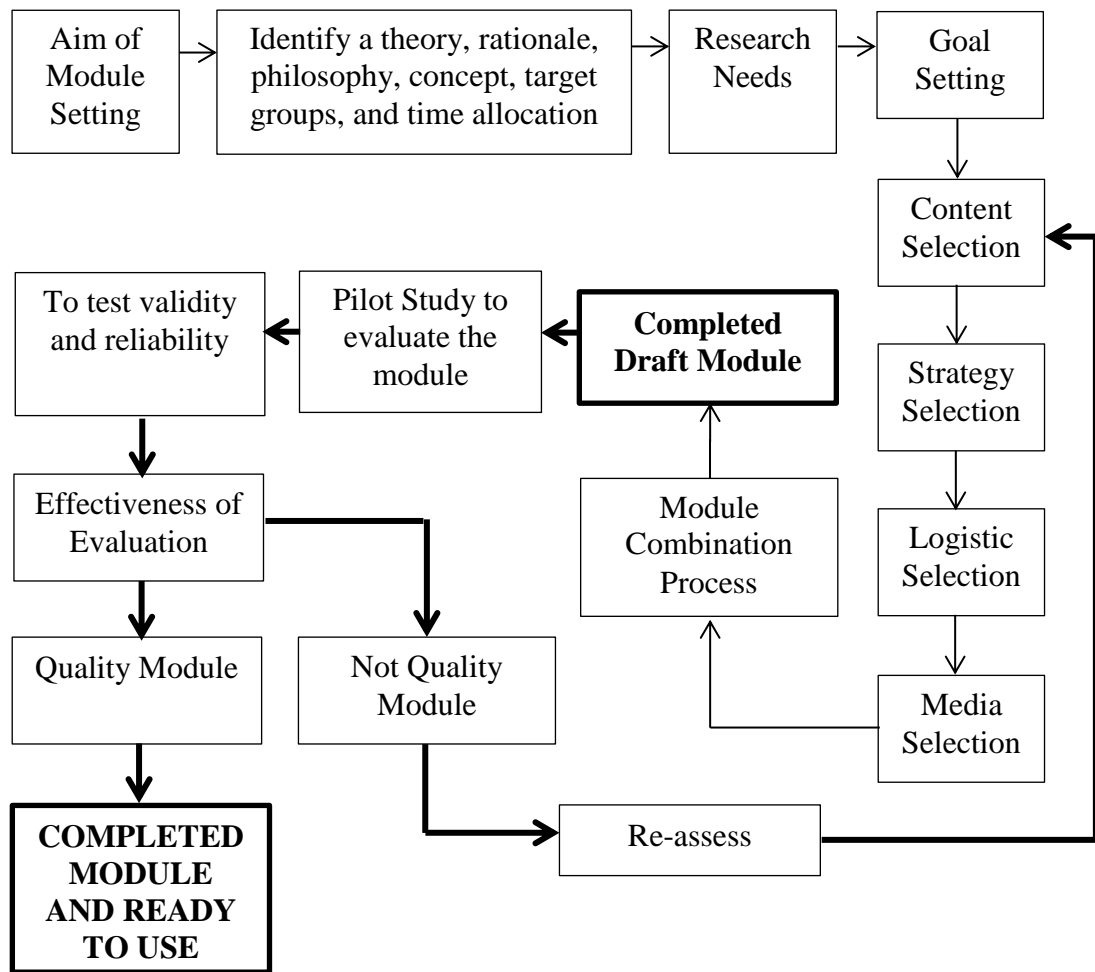 Aim of
Module
Setting
Identify a theory, rationale,
philosophy, concept, target
groups, and time allocation
Research
Needs
Goal
Setting
Content
Selection
To test validity
and reliability
Pilot Study to
evaluate the
module
Completed
Draft Module
Strategy
Selection
Effectiveness of
Evaluation
Module
Combination
Process
Logistic
Selection
Quality Module
Not Quality
Module
Media
Selection
COMPLETED
MODULE
AND READY
TO USE
Re-assess